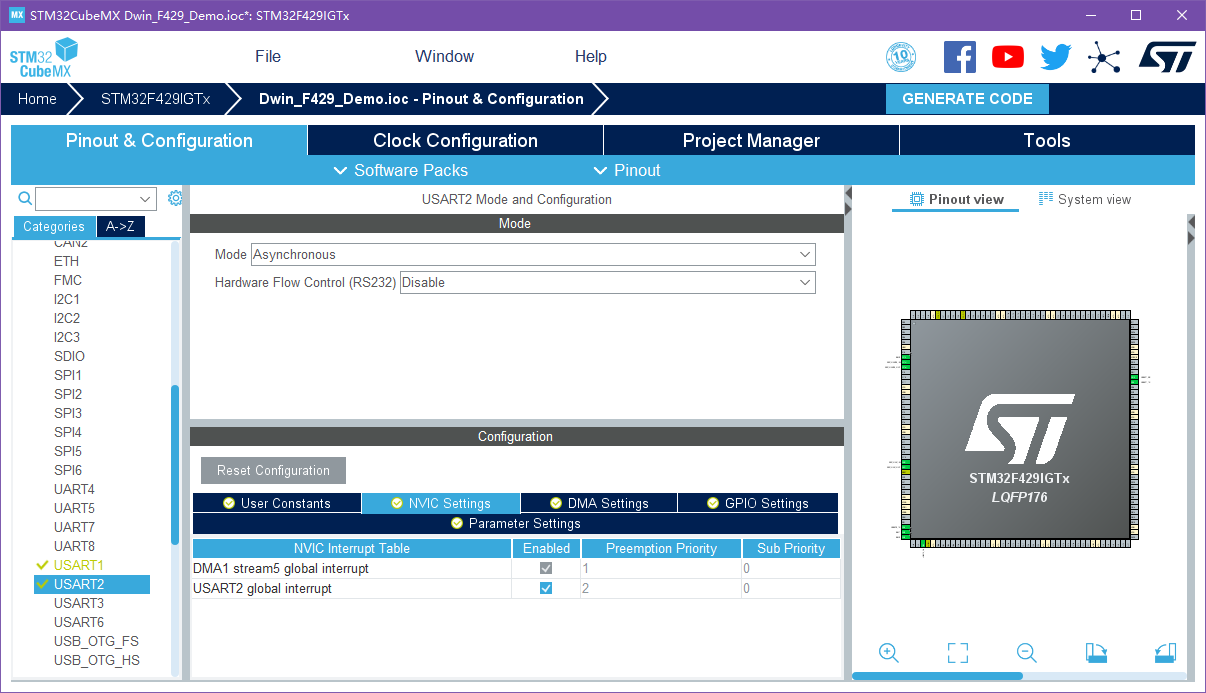 MX STM32CubeMX Dwin_F429_Demo.ioc*: STM32F429IGTx
STM32 CubeMX
File Window Help
10
Home STM32F429IGTx Dwin_F429_Demo.ioc - Pinout & Configuration GENERATE CODE
Pinout & Configuration Clock Configuration Project Manager Tools
Software Packs Pinout
USART2 Mode and Configuration
Pinout view System view
Categories A->Z
Mode
CAN2
ETH
FMC
I2C1
I2C2
I2C3
SDIO
SPI1
SPI2
SPI3
SPI4
SPI5
SPI6
UART4
UART5
UART7
UART8
USART1
USART2
USART3
USART6
USB_OTG_FS
USB_OTG_HS
Mode Asynchronous
Hardware Flow Control (RS232) Disable
Configuration
Reset Configuration
User Constants NVIC Settings DMA Settings GPIO Settings
Parameter Settings
NVIC Interrupt Table Enabled Preemption Priority Sub Priority
DMA1 stream5 global interrupt 1 0
USART2 global interrupt 2 0
STM32F429IGTx
LQFP176